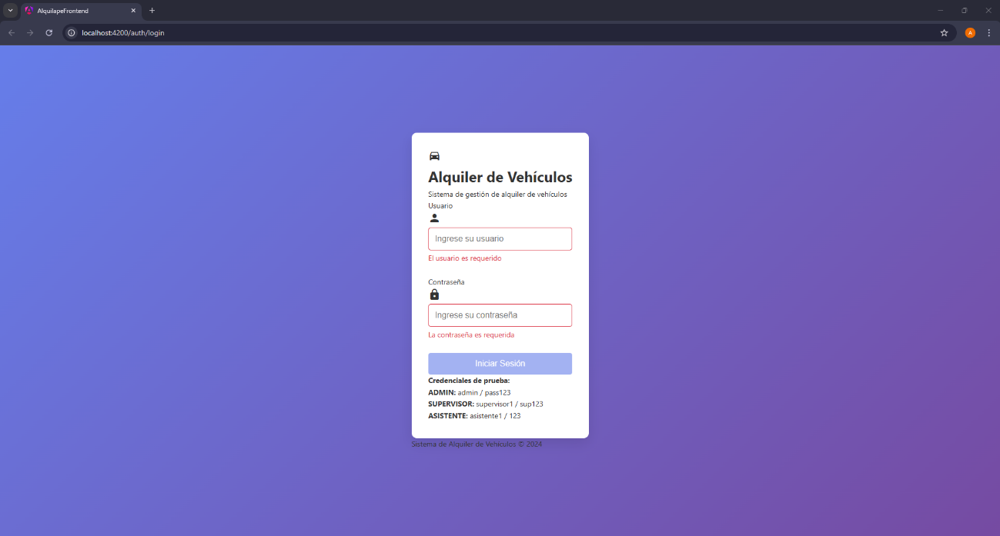 AlquilapeFrontend
localhost:4200/auth/login
A
Alquiler de Vehículos
Sistema de gestión de alquiler de vehículos
Usuario
Ingrese su usuario
El usuario es requerido
Contraseña
Ingrese su contraseña
La contraseña es requerida
Iniciar Sesión
Credenciales de prueba:
ADMIN: admin / pass123
SUPERVISOR: supervisor1 / sup123
ASISTENTE: asistente1 / 123
Sistema de Alquiler de Vehículos © 2024